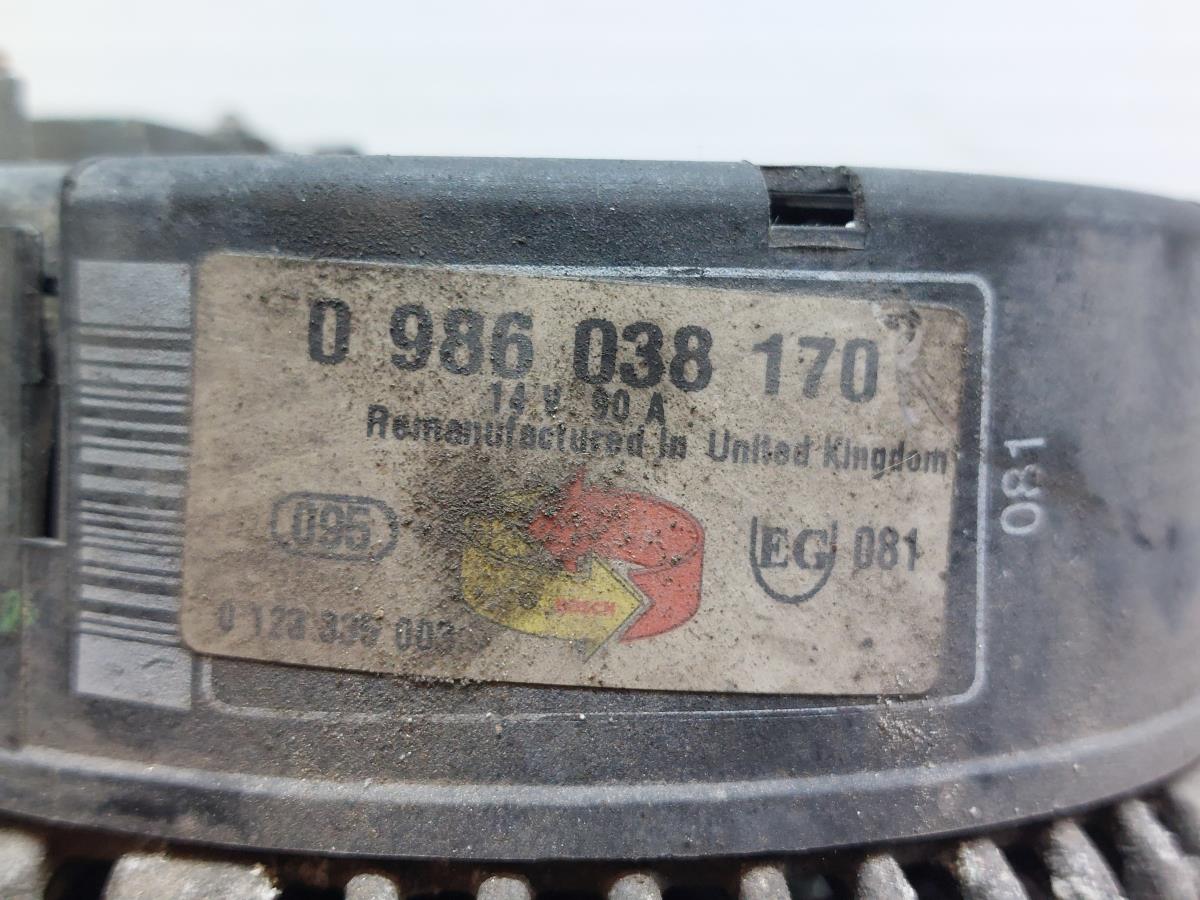 0 986 038 170
14 V 90 A
Remanufactured in United Kingdom
095
EG 081
BOSCH
0 123 335 003
081